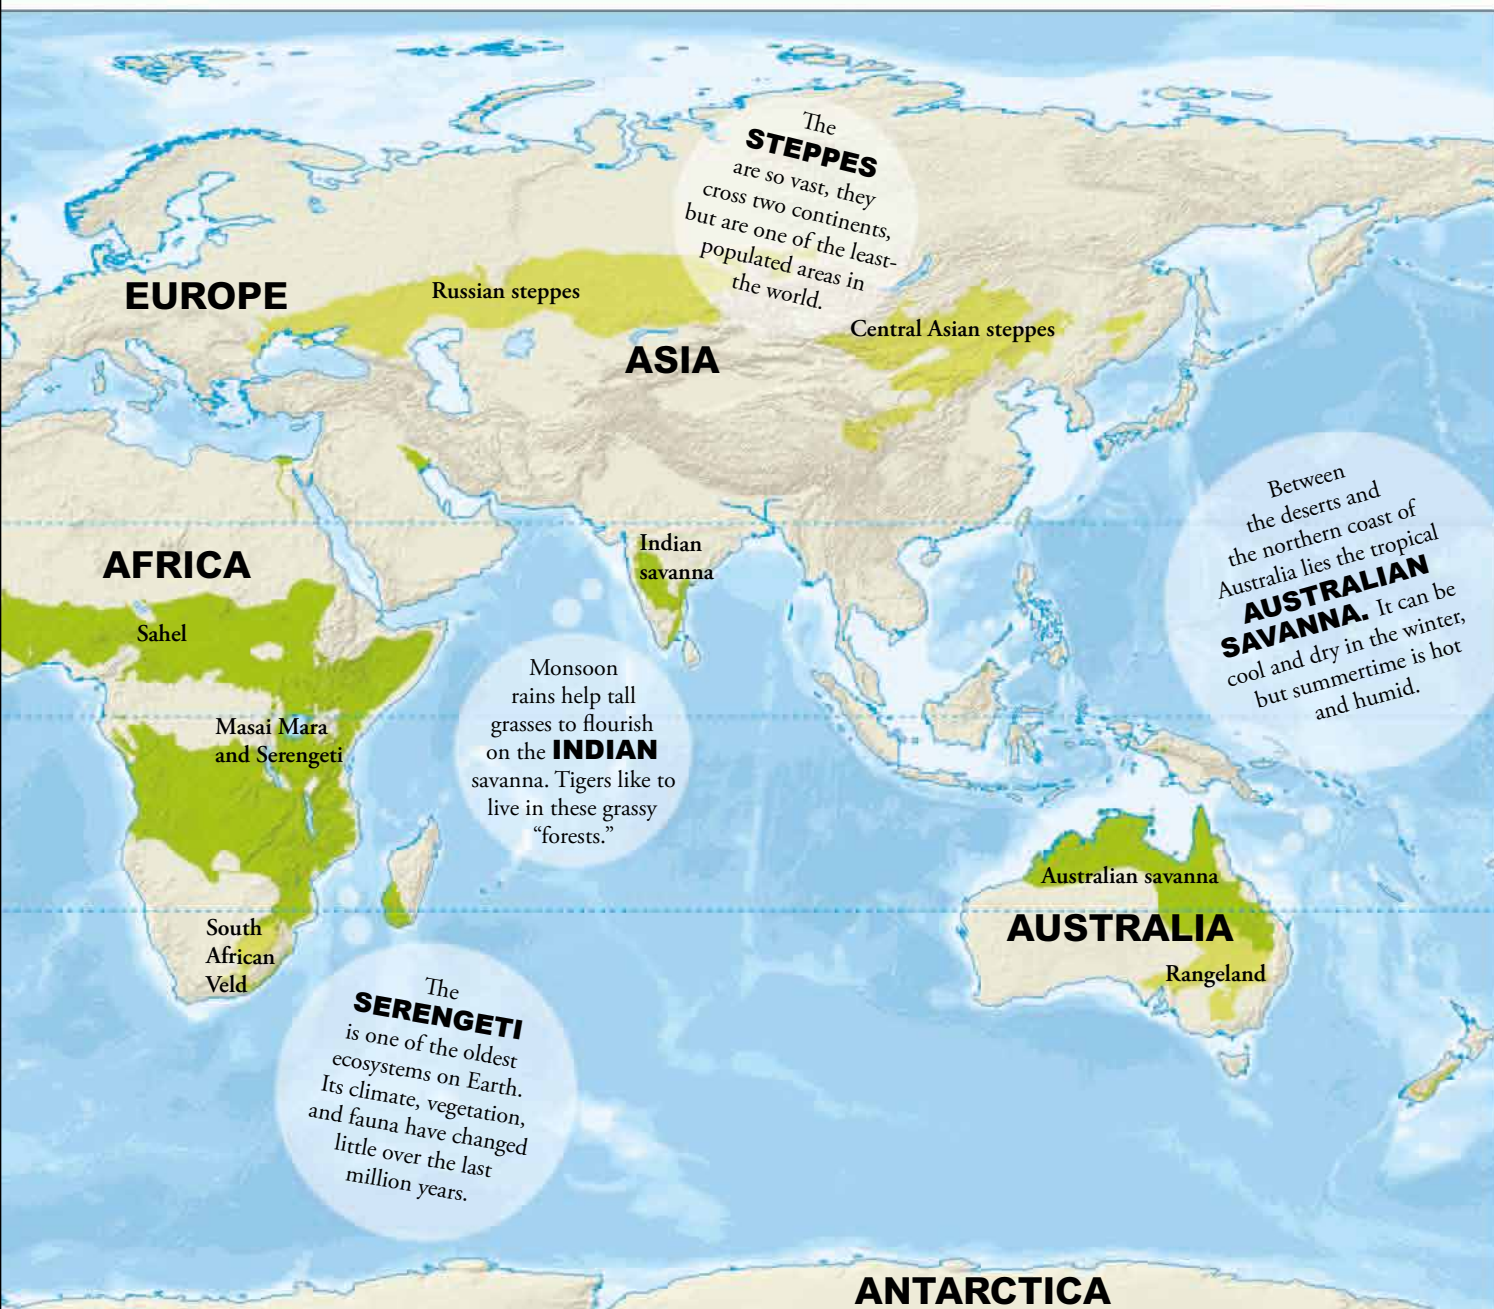 The
STEPPES
are so vast, they
cross two continents,
but are one of the least-
populated areas in
the world.
EUROPE
Russian steppes
Central Asian steppes
ASIA
Between
the deserts and
the northern coast of
Australia lies the tropical
AUSTRALIAN
SAVANNA. It can be
cool and dry in the winter,
but summertime is hot
and humid.
AFRICA
Indian
savanna
Sahel
Monsoon
rains help tall
grasses to flourish
on the INDIAN
savanna. Tigers like to
live in these grassy
“forests.”
Masai Mara
and Serengeti
Australian savanna
AUSTRALIA
Rangeland
South
African
Veld
The
SERENGETI
is one of the oldest
ecosystems on Earth.
Its climate, vegetation,
and fauna have changed
little over the last
million years.
ANTARCTICA